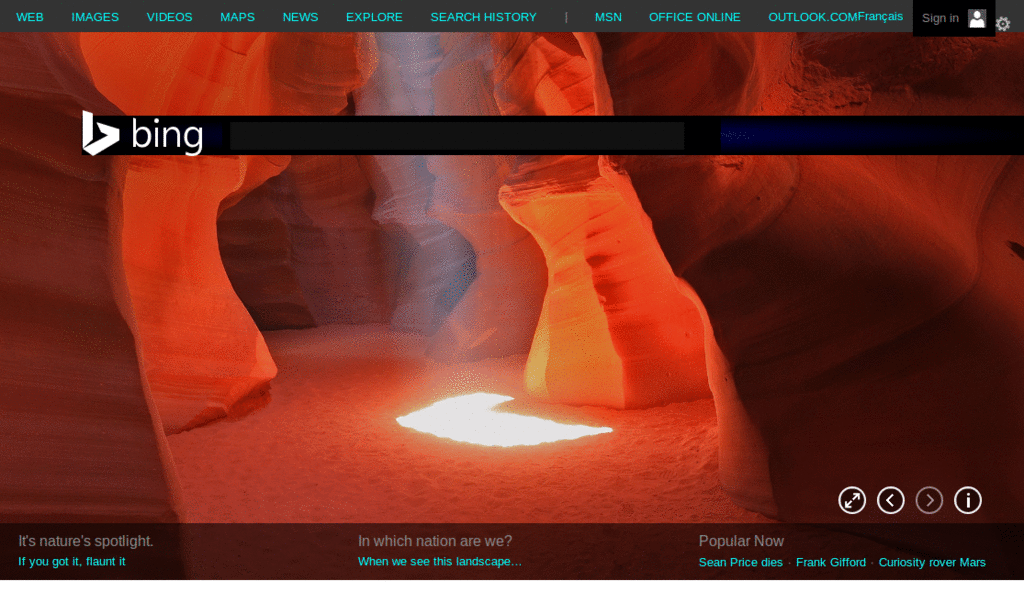 WEB IMAGES VIDEOS MAPS NEWS EXPLORE SEARCH HISTORY | MSN OFFICE ONLINE OUTLOOK.COM Français Sign in
bing
It's nature's spotlight. In which nation are we? Popular Now
If you got it, flaunt it When we see this landscape... Sean Price dies · Frank Gifford · Curiosity rover Mars